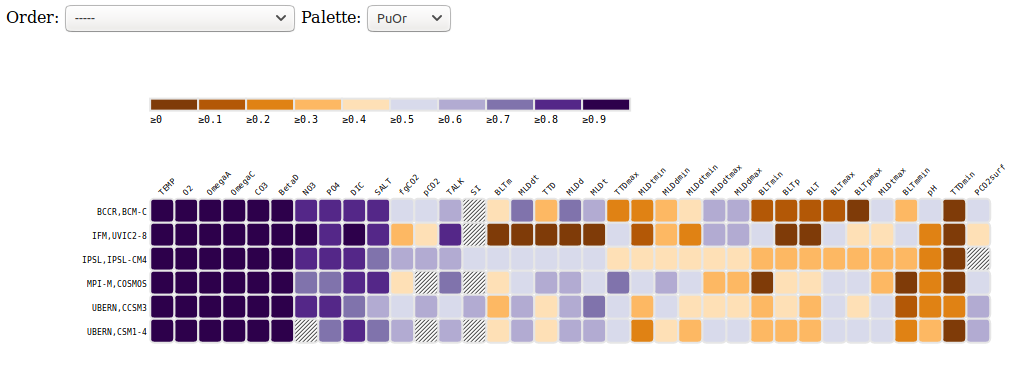 Order: ----- Palette: PuOr
≥0 ≥0.1 ≥0.2 ≥0.3 ≥0.4 ≥0.5 ≥0.6 ≥0.7 ≥0.8 ≥0.9
TEMP O2 OmegaA OmegaC CO3 BetaD NO3 PO4 DIC SALT fgCO2 pCO2 TALK SI BLTm MLDdt TTD MLDd MLDt TTDmax MLDtmin MLDdmin MLDdtmin MLDdtmax MLDdmax BLTmin BLTp BLT BLTmax BLTpmax MLDtmax BLTmmin pH TTDmin PCO2surf
BCCR,BCM-C
IFM,UVIC2-8
IPSL,IPSL-CM4
MPI-M,COSMOS
UBERN,CCSM3
UBERN,CSM1-4